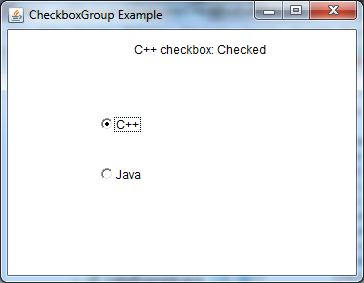 CheckboxGroup Example
C++ checkbox: Checked
C++
Java